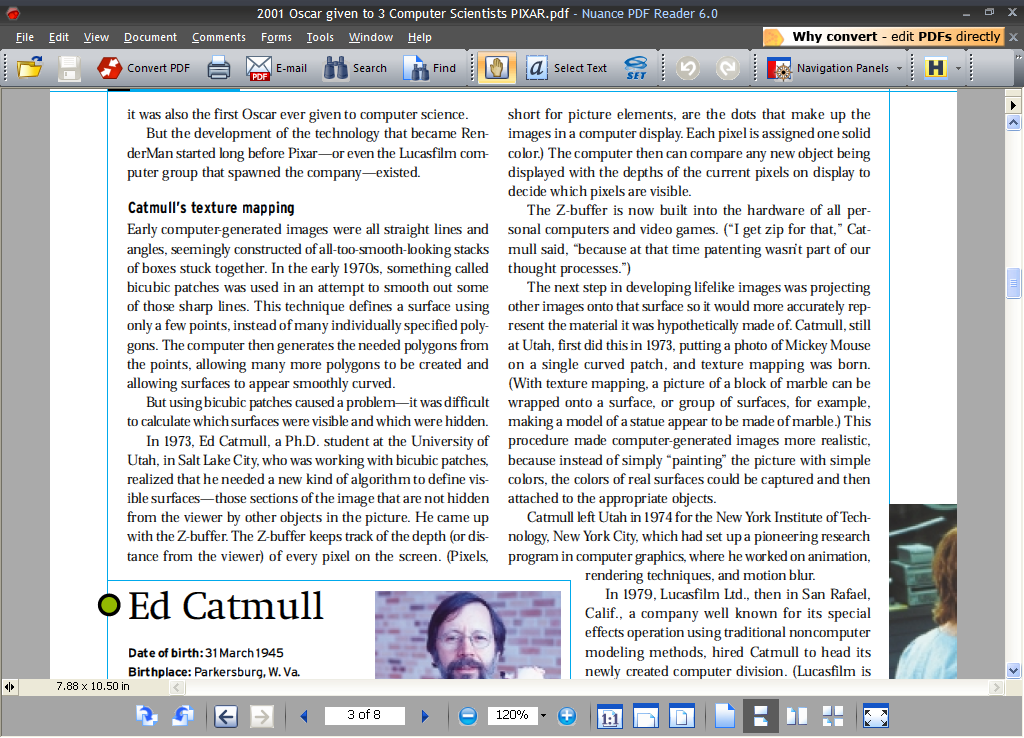 2001 Oscar given to 3 Computer Scientists PIXAR.pdf - Nuance PDF Reader 6.0
File Edit View Document Comments Forms Tools Window Help
Why convert - edit PDFs directly
Convert PDF
PDF
E-mail
Search
Find
a
Select Text
SET
Navigation Panels
H
it was also the first Oscar ever given to computer science.
But the development of the technology that became Ren-
derMan started long before Pixar—or even the Lucasfilm com-
puter group that spawned the company—existed.
Catmull's texture mapping
Early computer-generated images were all straight lines and
angles, seemingly constructed of all-too-smooth-looking stacks
of boxes stuck together. In the early 1970s, something called
bicubic patches was used in an attempt to smooth out some
of those sharp lines. This technique defines a surface using
only a few points, instead of many individually specified poly-
gons. The computer then generates the needed polygons from
the points, allowing many more polygons to be created and
allowing surfaces to appear smoothly curved.
But using bicubic patches caused a problem—it was difficult
to calculate which surfaces were visible and which were hidden.
In 1973, Ed Catmull, a Ph.D. student at the University of
Utah, in Salt Lake City, who was working with bicubic patches,
realized that he needed a new kind of algorithm to define vis-
ible surfaces—those sections of the image that are not hidden
from the viewer by other objects in the picture. He came up
with the Z-buffer. The Z-buffer keeps track of the depth (or dis-
tance from the viewer) of every pixel on the screen. (Pixels,
short for picture elements, are the dots that make up the
images in a computer display. Each pixel is assigned one solid
color.) The computer then can compare any new object being
displayed with the depths of the current pixels on display to
decide which pixels are visible.
The Z-buffer is now built into the hardware of all per-
sonal computers and video games. ("I get zip for that," Cat-
mull said, "because at that time patenting wasn't part of our
thought processes.")
The next step in developing lifelike images was projecting
other images onto that surface so it would more accurately rep-
resent the material it was hypothetically made of. Catmull, still
at Utah, first did this in 1973, putting a photo of Mickey Mouse
on a single curved patch, and texture mapping was born.
(With texture mapping, a picture of a block of marble can be
wrapped onto a surface, or group of surfaces, for example,
making a model of a statue appear to be made of marble.) This
procedure made computer-generated images more realistic,
because instead of simply "painting" the picture with simple
colors, the colors of real surfaces could be captured and then
attached to the appropriate objects.
Catmull left Utah in 1974 for the New York Institute of Tech-
nology, New York City, which had set up a pioneering research
program in computer graphics, where he worked on animation,
rendering techniques, and motion blur.
In 1979, Lucasfilm Ltd., then in San Rafael,
Calif., a company well known for its special
effects operation using traditional noncomputer
modeling methods, hired Catmull to head its
newly created computer division. (Lucasfilm is
Ed Catmull
Date of birth: 31 March 1945
Birthplace: Parkersburg, W. Va.
7.88 x 10.50 in
3 of 8
120%
1:1